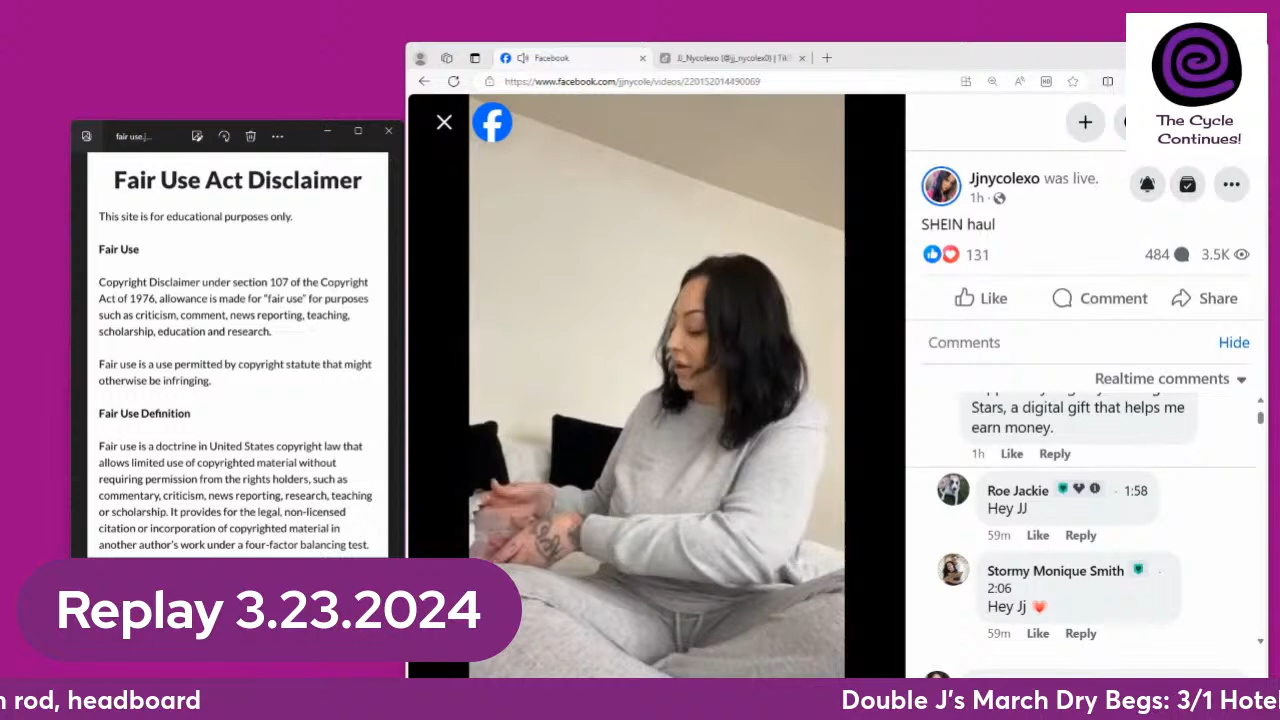 The Cycle
Continues!
Facebook
JJ_Nycolexo (@jj_nycolex0) | Tik
https://www.facebook.com/jjnycolle/videos/220152014490069
fair use.j...
Fair Use Act Disclaimer
This site is for educational purposes only.
Fair Use
Copyright Disclaimer under section 107 of the Copyright
Act of 1976, allowance is made for "fair use" for purposes
such as criticism, comment, news reporting, teaching,
scholarship, education and research.
Fair use is a use permitted by copyright statute that might
otherwise be infringing.
Fair Use Definition
Fair use is a doctrine in United States copyright law that
allows limited use of copyrighted material without
requiring permission from the rights holders, such as
commentary, criticism, news reporting, research, teaching
or scholarship. It provides for the legal, non-licensed
citation or incorporation of copyrighted material in
another author's work under a four-factor balancing test.
Jjnycolexo was live.
1h ·
SHEIN haul
131 484 3.5K
Like Comment Share
Comments Hide
Realtime comments
Stars, a digital gift that helps me
earn money.
1h Like Reply
Roe Jackie · 1:58
Hey JJ
59m Like Reply
Stormy Monique Smith ·
2:06
Hey Jj
59m Like Reply
Replay 3.23.2024
n rod, headboard Double J's March Dry Begs: 3/1 Hotel